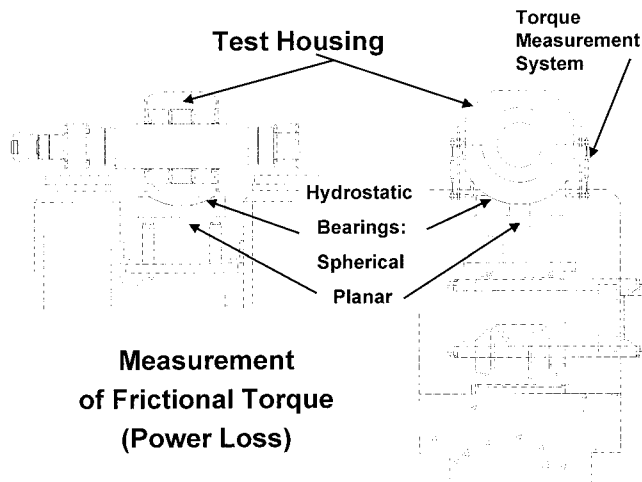 Test Housing
Torque
Measurement
System
Hydrostatic
Bearings:
Spherical
Planar
Measurement
of Frictional Torque
(Power Loss)